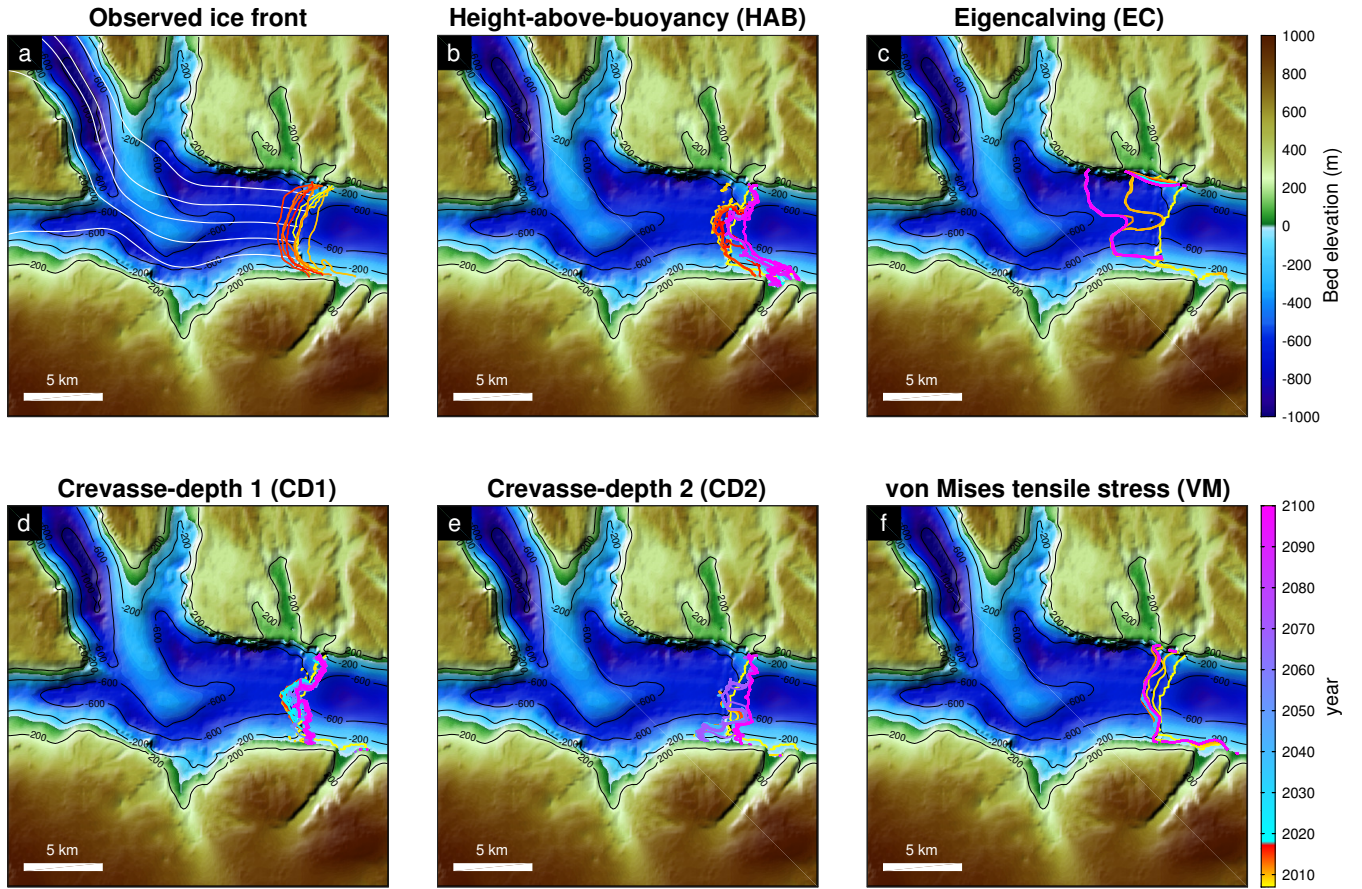 Observed ice front
Height-above-buoyancy (HAB)
Eigencalving (EC)
a
b
c
5 km
5 km
5 km
1000
800
600
400
200
0
-200
-400
-600
-800
-1000
Bed elevation (m)
Crevasse-depth 1 (CD1)
Crevasse-depth 2 (CD2)
von Mises tensile stress (VM)
d
e
f
5 km
5 km
5 km
2100
2090
2080
2070
2060
2050
2040
2030
2020
2010
year
-200
-600
200